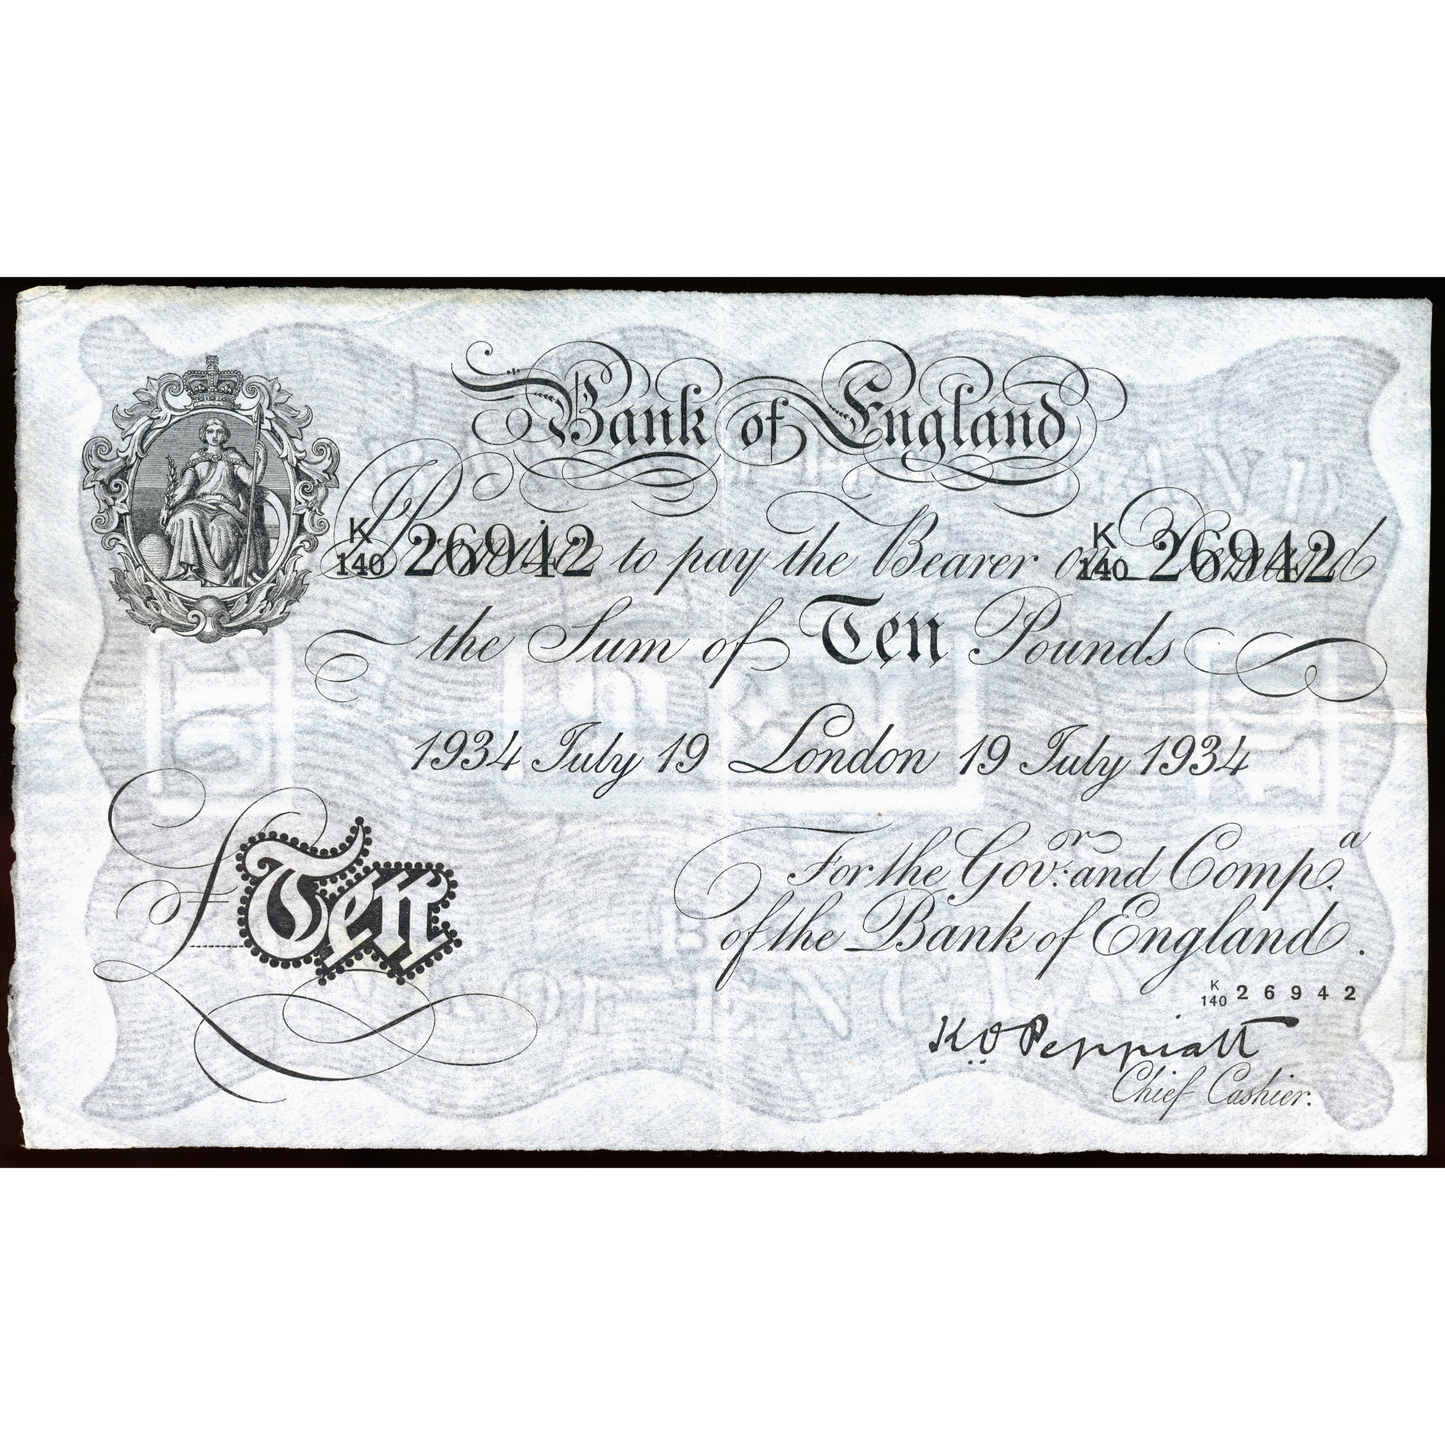 Bank of England
K
140 26942 K
140 26942
I Promise to pay the Bearer on Demand
the Sum of Ten Pounds
1934 July 19 London 19 July 1934
£Ten
For the Govr. and Compa.
of the Bank of England.
K
140 26942
K.O. Peppiatt
Chief Cashier.